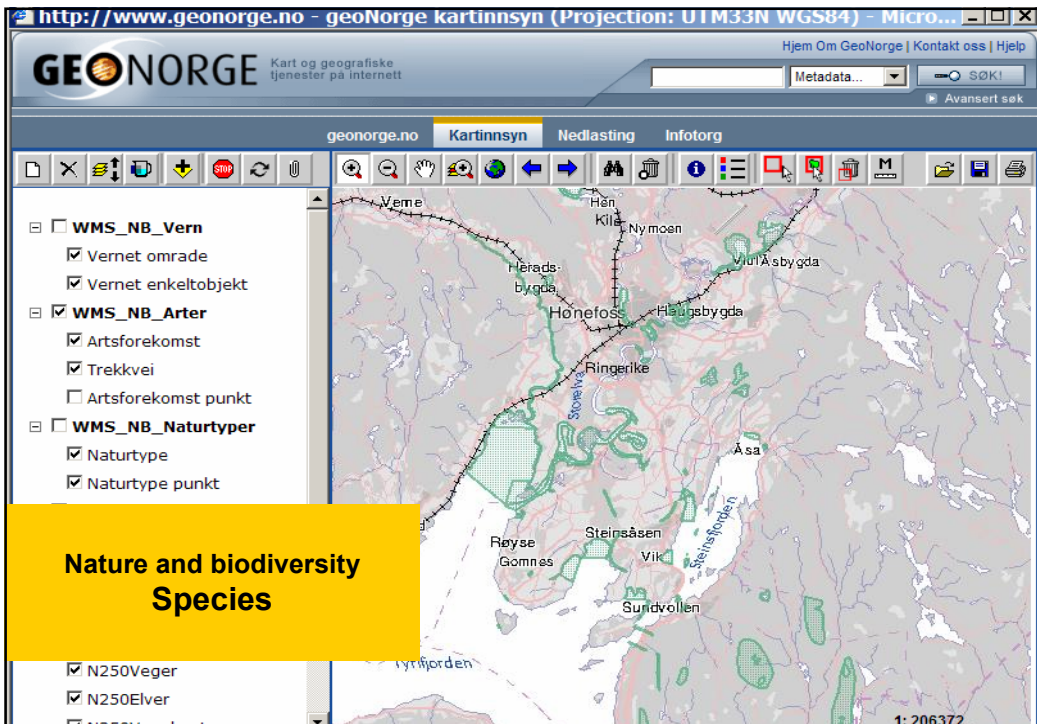 http://www.geonorge.no - geoNorge kartinnsyn (Projection: UTM33N WGS84) - Micro...
Hjem Om GeoNorge | Kontakt oss | Hjelp
GEONORGE
Kart og geografiske
tjenester på internett
Metadata...
SØK!
Avansert søk
geonorge.no Kartinnsyn Nedlasting Infotorg
STOP
M
WMS_NB_Vern
Vernet omrade
Vernet enkeltobjekt
WMS_NB_Arter
Artsforekomst
Trekkvei
Artsforekomst punkt
WMS_NB_Naturtyper
Naturtype
Naturtype punkt
Nature and biodiversity
Species
N250Veger
N250Elver
Veme
Hen
Kile
Nymoen
Viul
Åsbygda
Herads-
bygda
Hønefoss
Haugsbygda
Ringerike
Storelva
Åsa
Steinsåsen
Steinsfjorden
Røyse
Gomnes
Vik
Sundvollen
Tyrifjorden
1: 206372